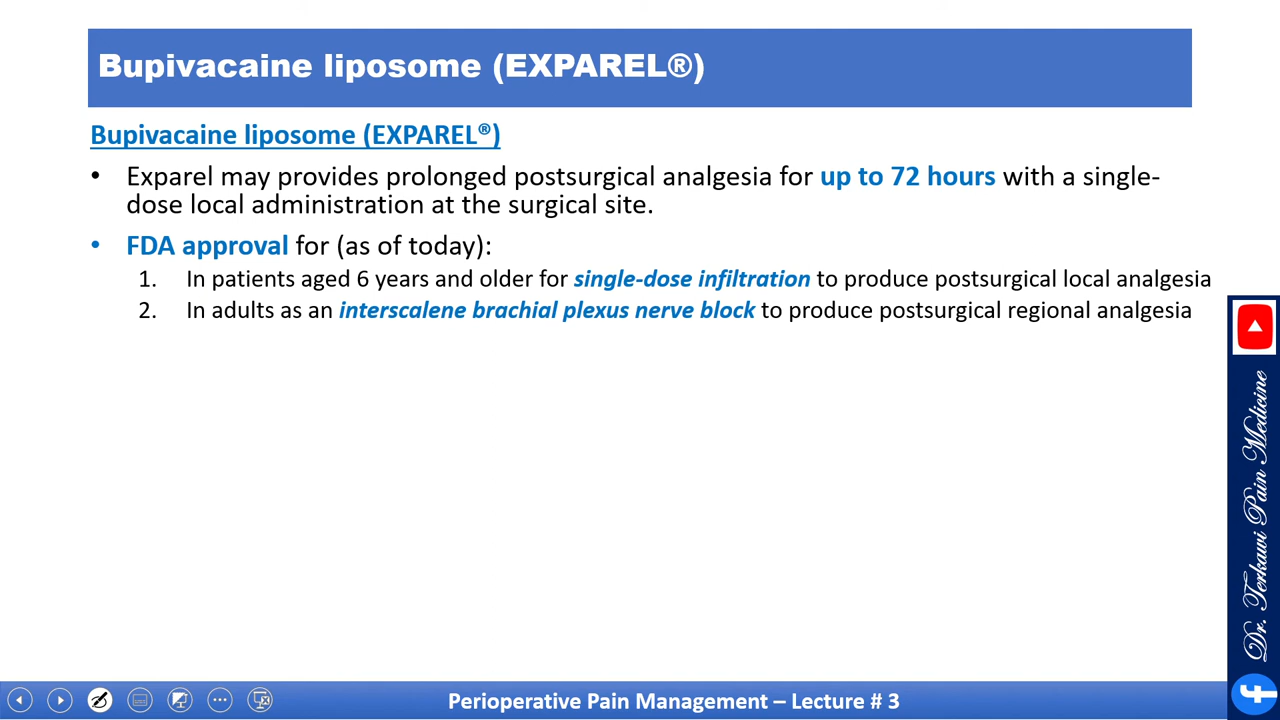 Bupivacaine liposome (EXPAREL®)
Bupivacaine liposome (EXPAREL®)
• Exparel may provides prolonged postsurgical analgesia for up to 72 hours with a single-
dose local administration at the surgical site.
• FDA approval for (as of today):
1. In patients aged 6 years and older for single-dose infiltration to produce postsurgical local analgesia
2. In adults as an interscalene brachial plexus nerve block to produce postsurgical regional analgesia
Dr. Terkawi Pain Medicine
Perioperative Pain Management – Lecture # 3